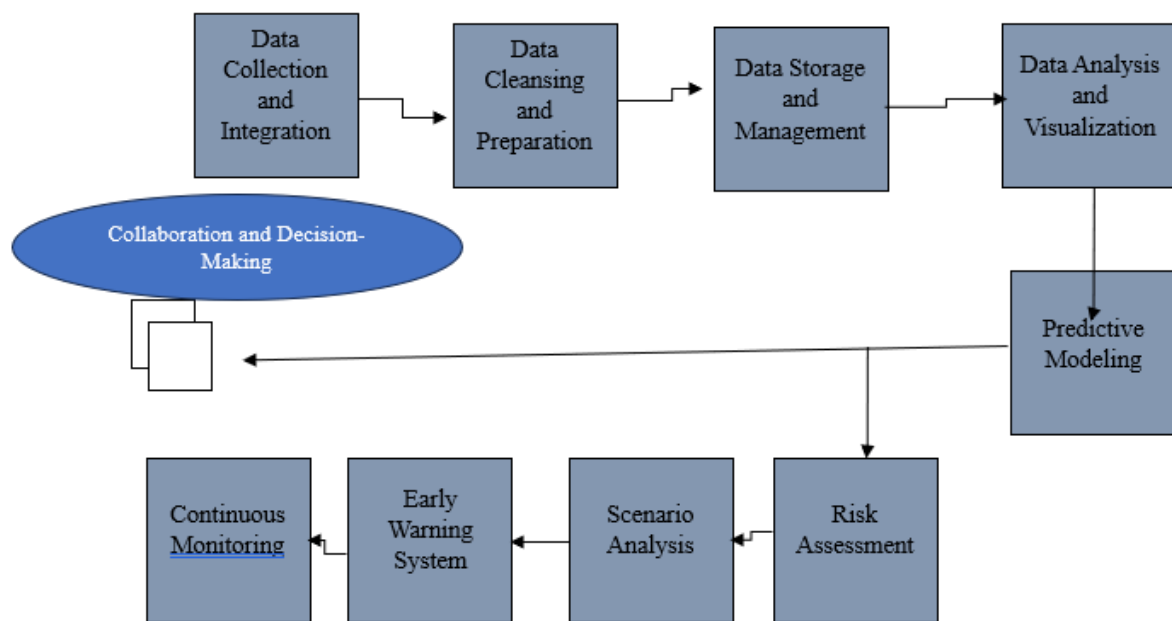 Data
Collection
and
Integration
Data
Cleansing
and
Preparation
Data Storage
and
Management
Data Analysis
and
Visualization
Collaboration and Decision-
Making
Predictive
Modeling
Continuous
Monitoring
Early
Warning
System
Scenario
Analysis
Risk
Assessment